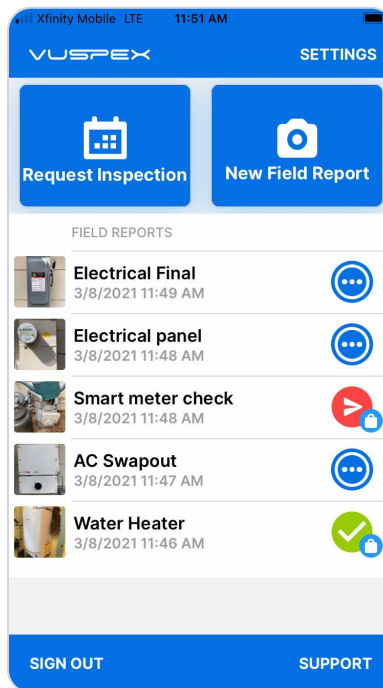 Xfinity Mobile LTE 11:51 AM
VUSPEX SETTINGS
Request Inspection New Field Report
FIELD REPORTS
Electrical Final
3/8/2021 11:49 AM
Electrical panel
3/8/2021 11:48 AM
Smart meter check
3/8/2021 11:48 AM
AC Swapout
3/8/2021 11:47 AM
Water Heater
3/8/2021 11:46 AM
SIGN OUT SUPPORT